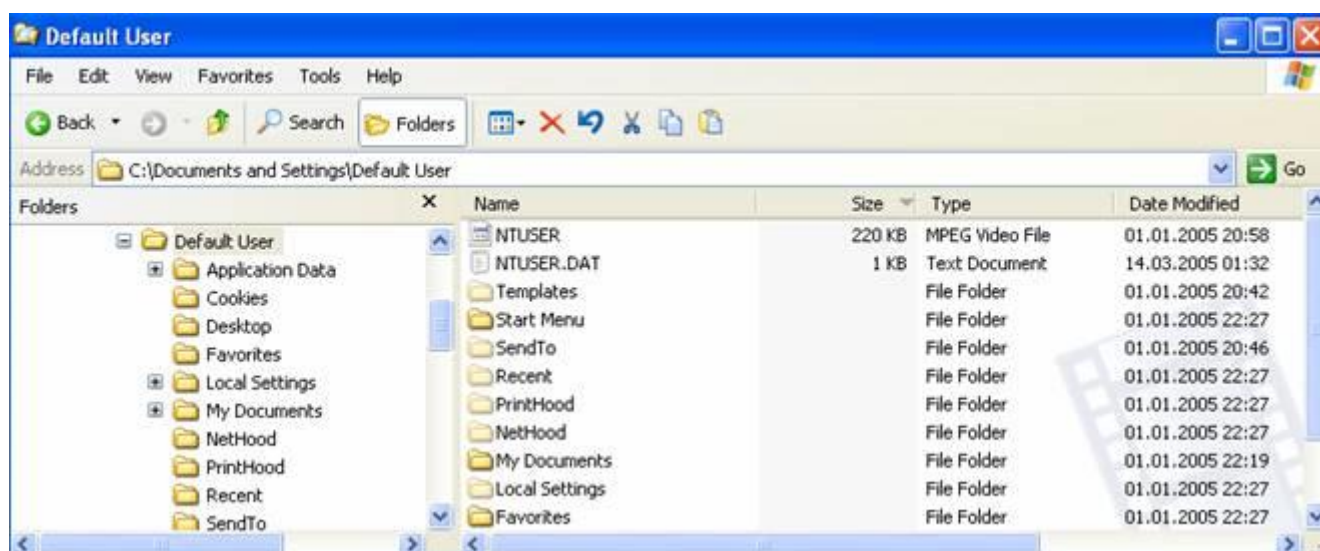 Default User
File Edit View Favorites Tools Help
Back Search Folders
Address C:\Documents and Settings\Default User Go
Folders
Default User
Application Data
Cookies
Desktop
Favorites
Local Settings
My Documents
NetHood
PrintHood
Recent
SendTo
Name Size Type Date Modified
NTUSER 220 KB MPEG Video File 01.01.2005 20:58
NTUSER.DAT 1 KB Text Document 14.03.2005 01:32
Templates File Folder 01.01.2005 20:42
Start Menu File Folder 01.01.2005 22:27
SendTo File Folder 01.01.2005 20:46
Recent File Folder 01.01.2005 22:27
PrintHood File Folder 01.01.2005 22:27
NetHood File Folder 01.01.2005 22:27
My Documents File Folder 01.01.2005 22:19
Local Settings File Folder 01.01.2005 22:27
Favorites File Folder 01.01.2005 22:27